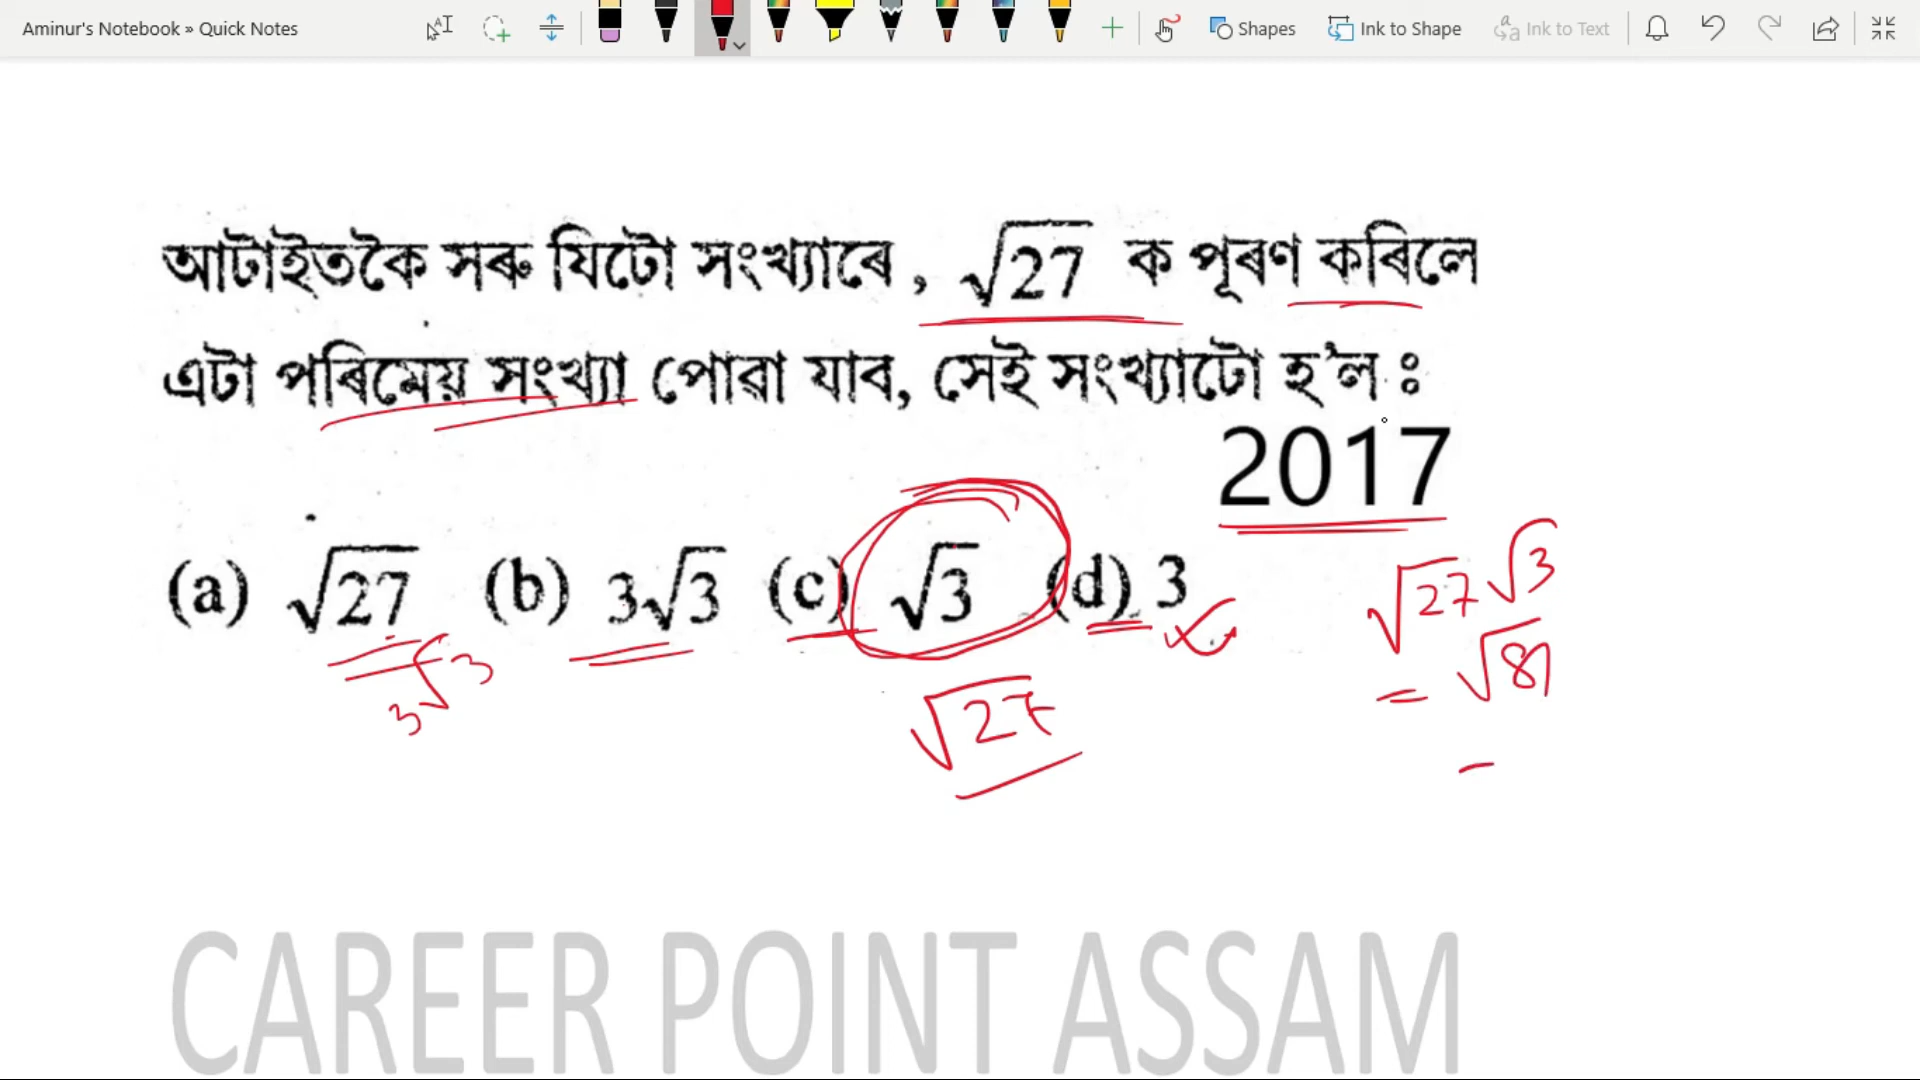 Aminur's Notebook » Quick Notes
Shapes
Ink to Shape
Ink to Text
আটাইতকৈ সৰু যিটো সংখ্যাৰে, √27 ক পূৰণ কৰিলে
এটা পৰিমেয় সংখ্যা পোৱা যাব, সেই সংখ্যাটো হ'ল ঃ
2017
(a) √27 (b) 3√3 (c) √3 (d) 3
√27 √3
3√3
= √81
√27
CAREER POINT ASSAM